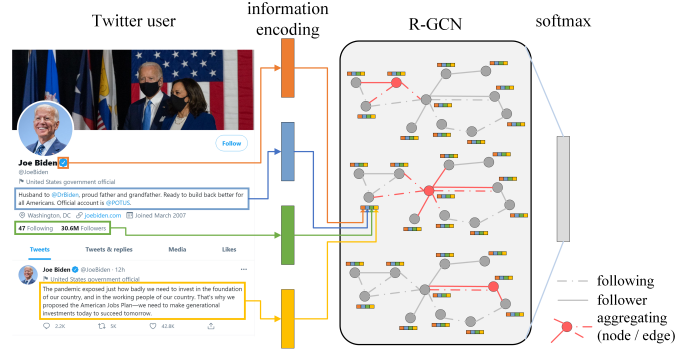 Twitter user
information
encoding
R-GCN
softmax
Follow
Joe Biden
@JoeBiden
United States government official
Husband to @DrBiden, proud father and grandfather. Ready to build back better for
all Americans. Official account is @POTUS.
Washington, DC joebiden.com Joined March 2007
47 Following 30.6M Followers
Tweets Tweets & replies Media Likes
Joe Biden @JoeBiden · 12h
United States government official
The pandemic exposed just how badly we need to invest in the foundation
of our country, and in the working people of our country. That's why we
proposed the American Jobs Plan—we need to make generational
investments today to succeed tomorrow.
2.2K 5K 43.8K
following
follower
aggregating
(node / edge)